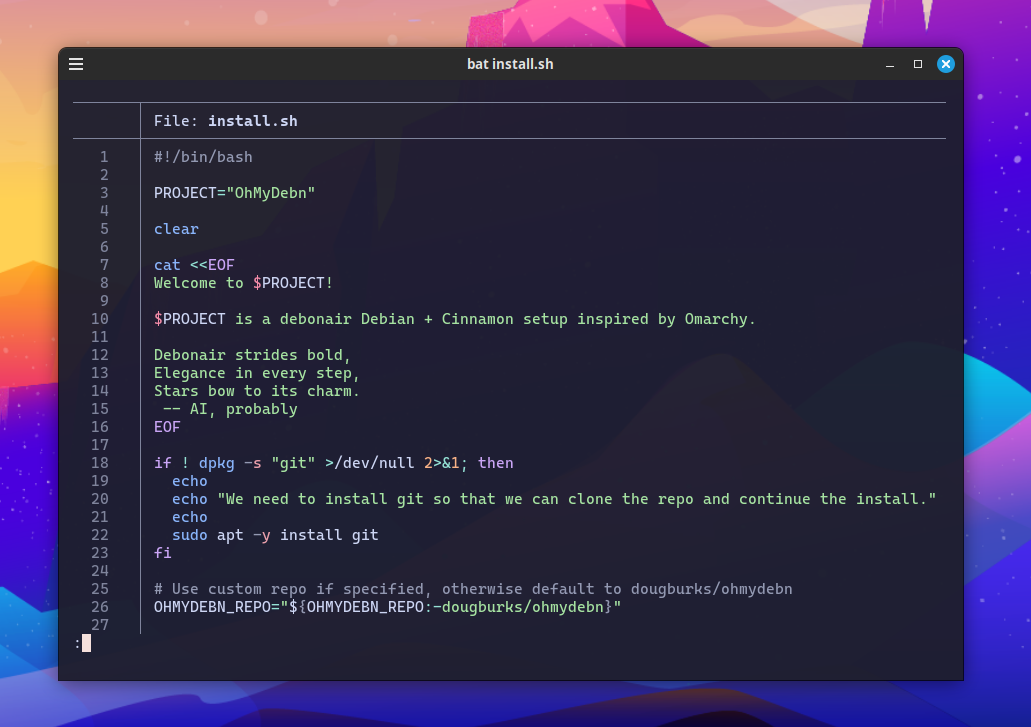 bat install.sh
File: install.sh
1 #!/bin/bash
2
3 PROJECT="OhMyDebn"
4
5 clear
6
7 cat <<EOF
8 Welcome to $PROJECT!
9
10 $PROJECT is a debonair Debian + Cinnamon setup inspired by Omarchy.
11
12 Debonair strides bold,
13 Elegance in every step,
14 Stars bow to its charm.
15  -- AI, probably
16 EOF
17
18 if ! dpkg -s "git" >/dev/null 2>&1; then
19   echo
20   echo "We need to install git so that we can clone the repo and continue the install."
21   echo
22   sudo apt -y install git
23 fi
24
25 # Use custom repo if specified, otherwise default to dougburks/ohmydebn
26 OHMYDEBN_REPO="${OHMYDEBN_REPO:-dougburks/ohmydebn}"
27
: